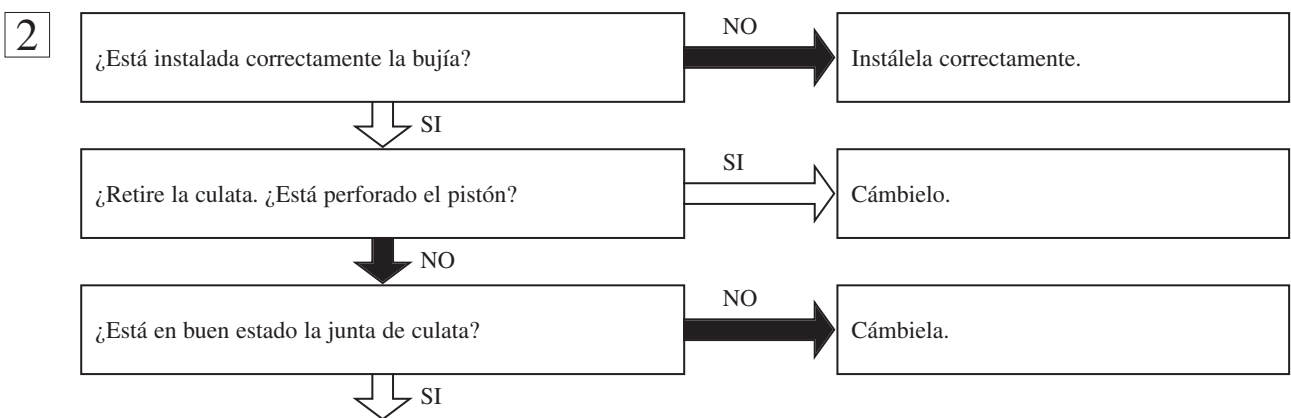 2
¿Está instalada correctamente la bujía?
NO
Instálela correctamente.
SI
¿Retire la culata. ¿Está perforado el pistón?
SI
Cámbielo.
NO
¿Está en buen estado la junta de culata?
NO
Cámbiela.
SI